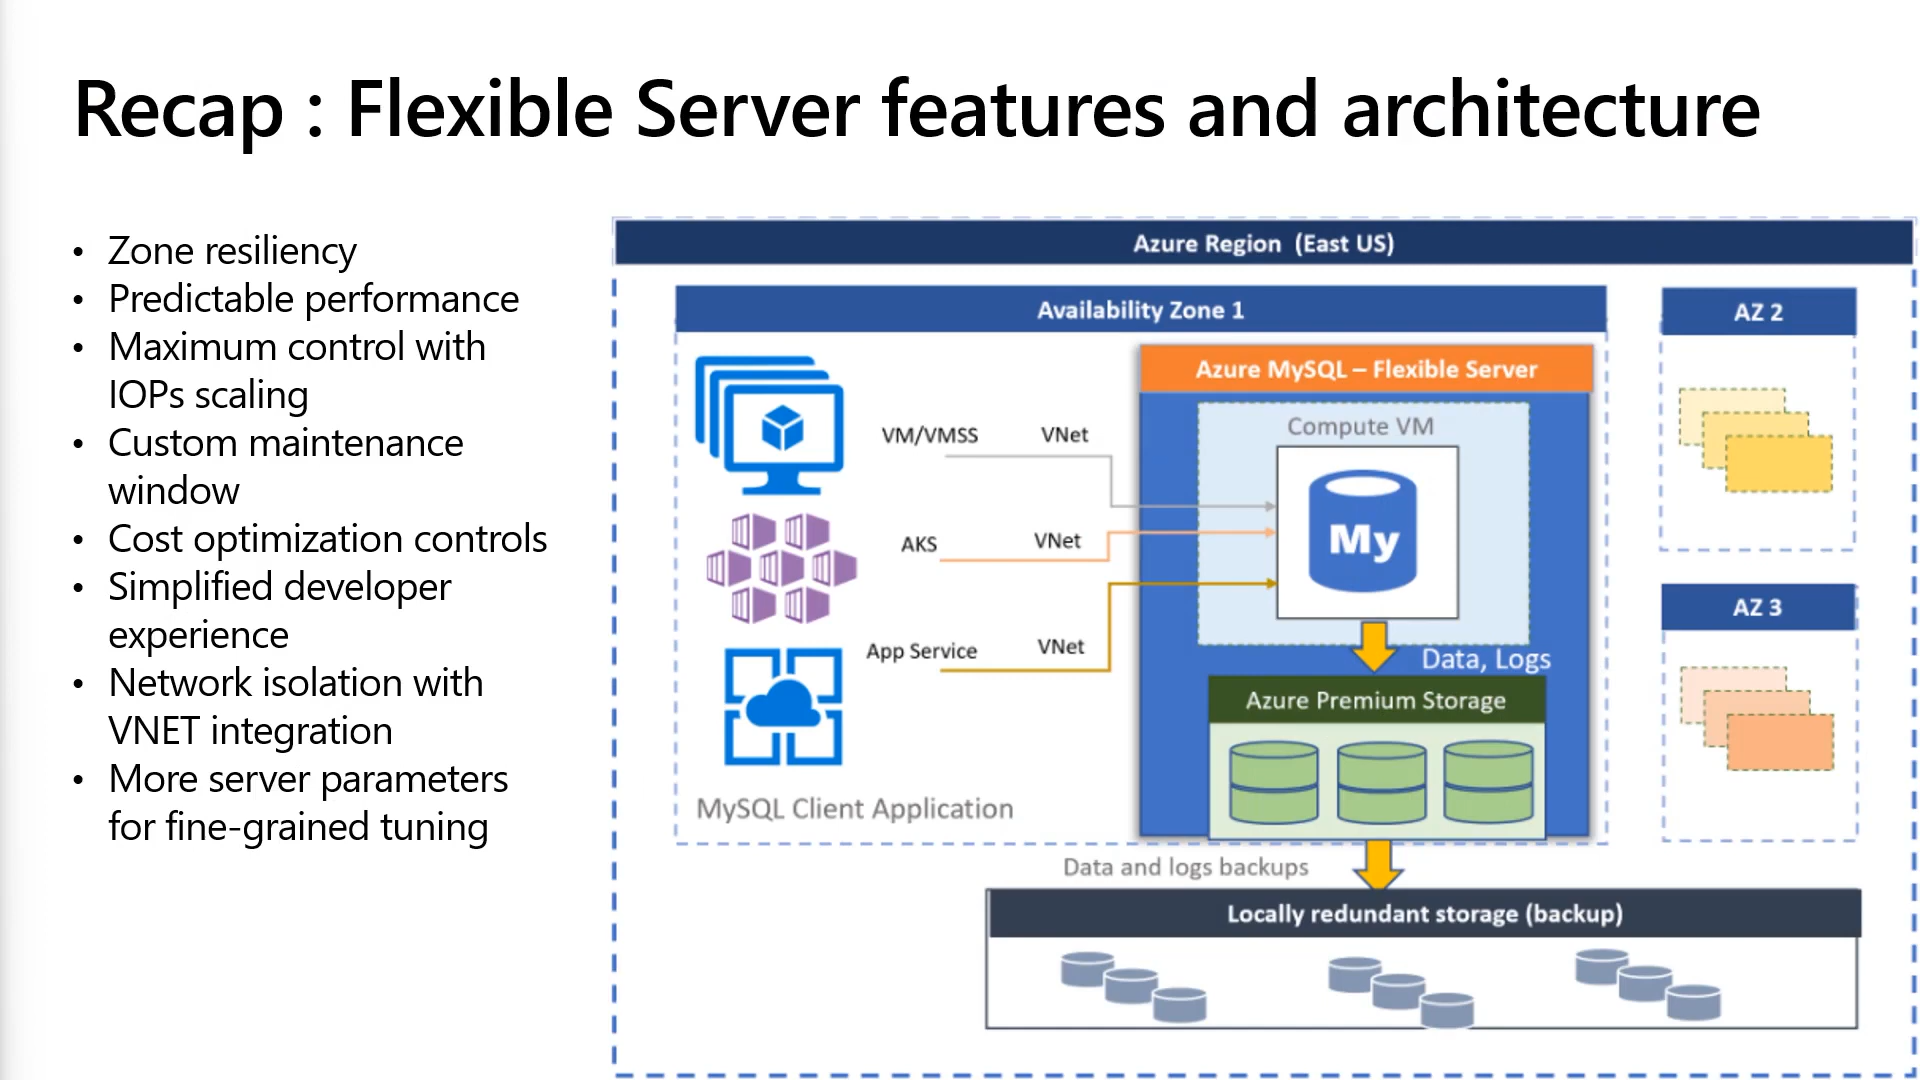 Recap : Flexible Server features and architecture
• Zone resiliency
• Predictable performance
• Maximum control with
IOPs scaling
• Custom maintenance
window
• Cost optimization controls
• Simplified developer
experience
• Network isolation with
VNET integration
• More server parameters
for fine-grained tuning
Azure Region (East US)
Availability Zone 1
Azure MySQL – Flexible Server
Compute VM
VM/VMSS VNet
My
AKS VNet
App Service VNet
Data, Logs
Azure Premium Storage
MySQL Client Application
AZ 2
AZ 3
Data and logs backups
Locally redundant storage (backup)